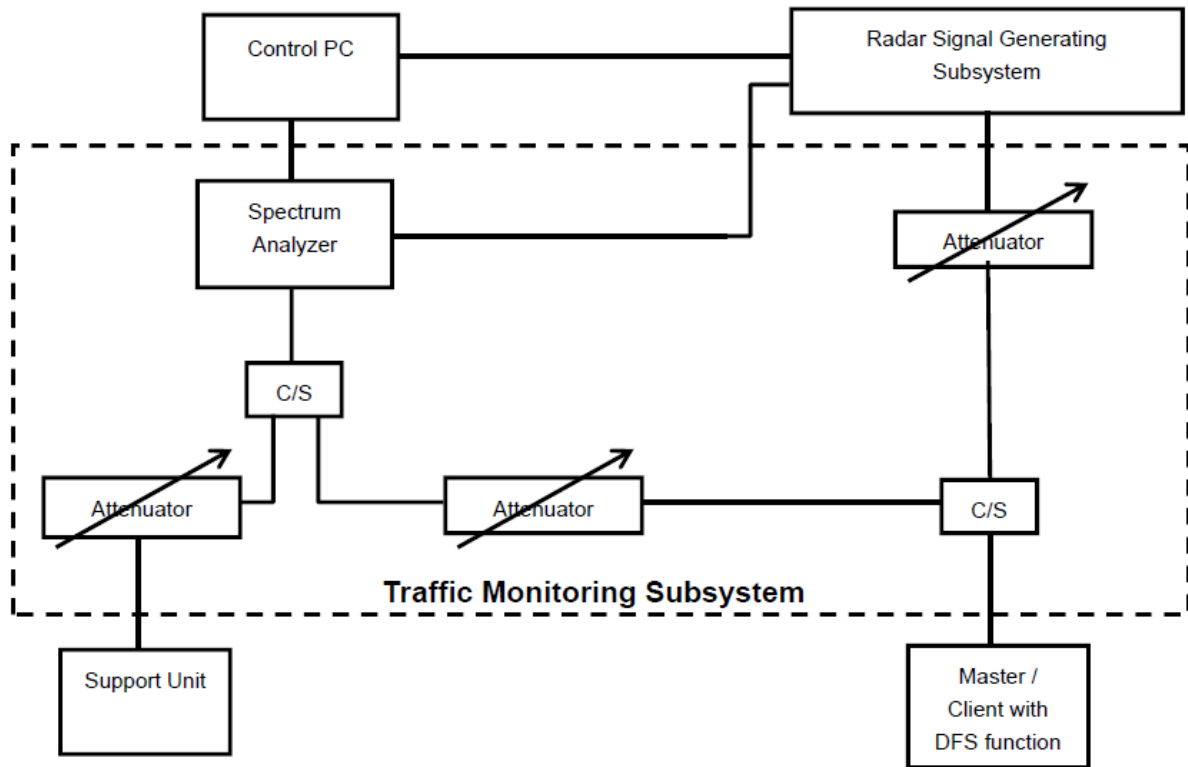 Control PC
Radar Signal Generating
Subsystem
Spectrum
Analyzer
Attenuator
C/S
Attenuator
Attenuator
C/S
Traffic Monitoring Subsystem
Support Unit
Master /
Client with
DFS function